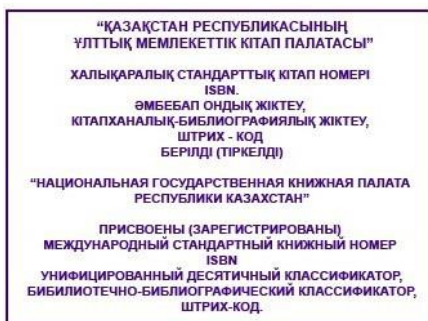 “ҚАЗАҚСТАН РЕСПУБЛИКАСЫНЫҢ
ҰЛТТЫҚ МЕМЛЕКЕТТІК КІТАП ПАЛАТАСЫ”
ХАЛЫҚАРАЛЫҚ СТАНДАРТТЫҚ КІТАП НОМЕРІ
ISBN.
ӘМБЕБАП ОНДЫҚ ЖІКТЕУ,
КІТАПХАНАЛЫҚ-БИБЛИОГРАФИЯЛЫҚ ЖІКТЕУ,
ШТРИХ - КОД
БЕРІЛДІ (ТІРКЕЛДІ)
“НАЦИОНАЛЬНАЯ ГОСУДАРСТВЕННАЯ КНИЖНАЯ ПАЛАТА
РЕСПУБЛИКИ КАЗАХСТАН”
ПРИСВОЕНЫ (ЗАРЕГИСТРИРОВАНЫ)
МЕЖДУНАРОДНЫЙ СТАНДАРТНЫЙ КНИЖНЫЙ НОМЕР
ISBN
УНИФИЦИРОВАННЫЙ ДЕСЯТИЧНЫЙ КЛАССИФИКАТОР,
БИБИЛИОТЕЧНО-БИБЛИОГРАФИЧЕСКИЙ КЛАССИФИКАТОР,
ШТРИХ-КОД.